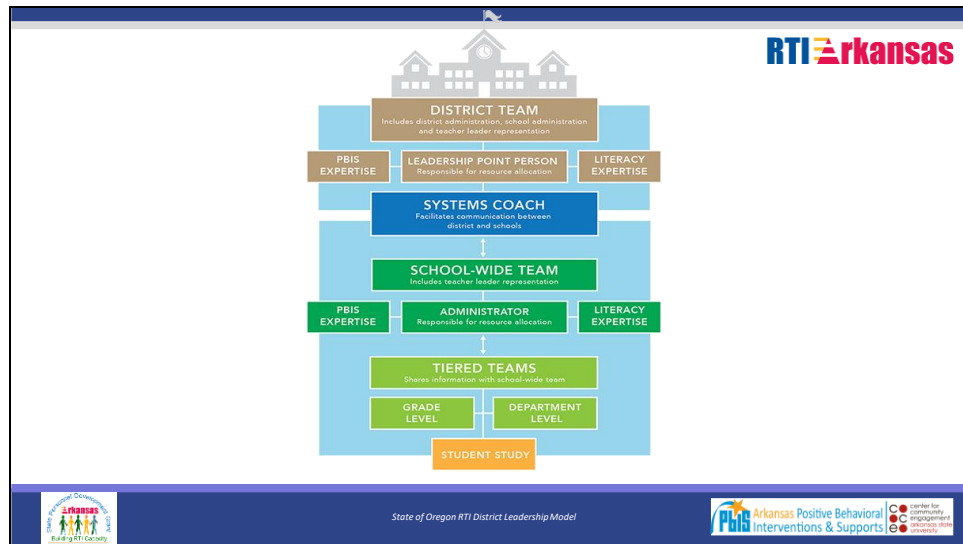 RTI Arkansas
DISTRICT TEAM
Includes district administration, school administration
and teacher leader representation
PBIS
EXPERTISE
LEADERSHIP POINT PERSON
Responsible for resource allocation
LITERACY
EXPERTISE
SYSTEMS COACH
Facilitates communication between
district and schools
SCHOOL-WIDE TEAM
Includes teacher leader representation
PBIS
EXPERTISE
ADMINISTRATOR
Responsible for resource allocation
LITERACY
EXPERTISE
TIERED TEAMS
Shares information with school-wide team
GRADE
LEVEL
DEPARTMENT
LEVEL
STUDENT STUDY
State Personnel Development Grant
Arkansas
Building RTI Capacity
State of Oregon RTI District Leadership Model
PBIS
Arkansas Positive Behavioral
Interventions & Supports
center for
community
engagement
arkansas state
university